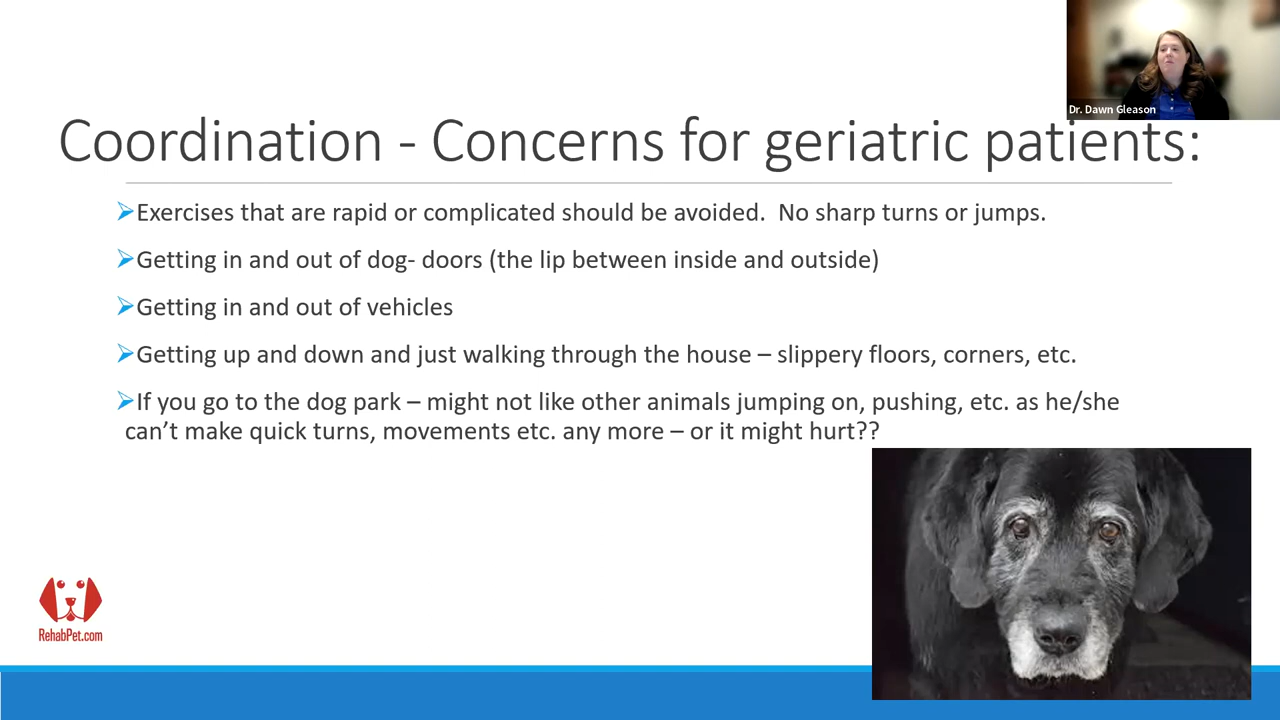 Dr. Dawn Gleason
Coordination - Concerns for geriatric patients:
Exercises that are rapid or complicated should be avoided.  No sharp turns or jumps.
Getting in and out of dog- doors (the lip between inside and outside)
Getting in and out of vehicles
Getting up and down and just walking through the house – slippery floors, corners, etc.
If you go to the dog park – might not like other animals jumping on, pushing, etc. as he/she
can’t make quick turns, movements etc. any more – or it might hurt??
RehabPet.com